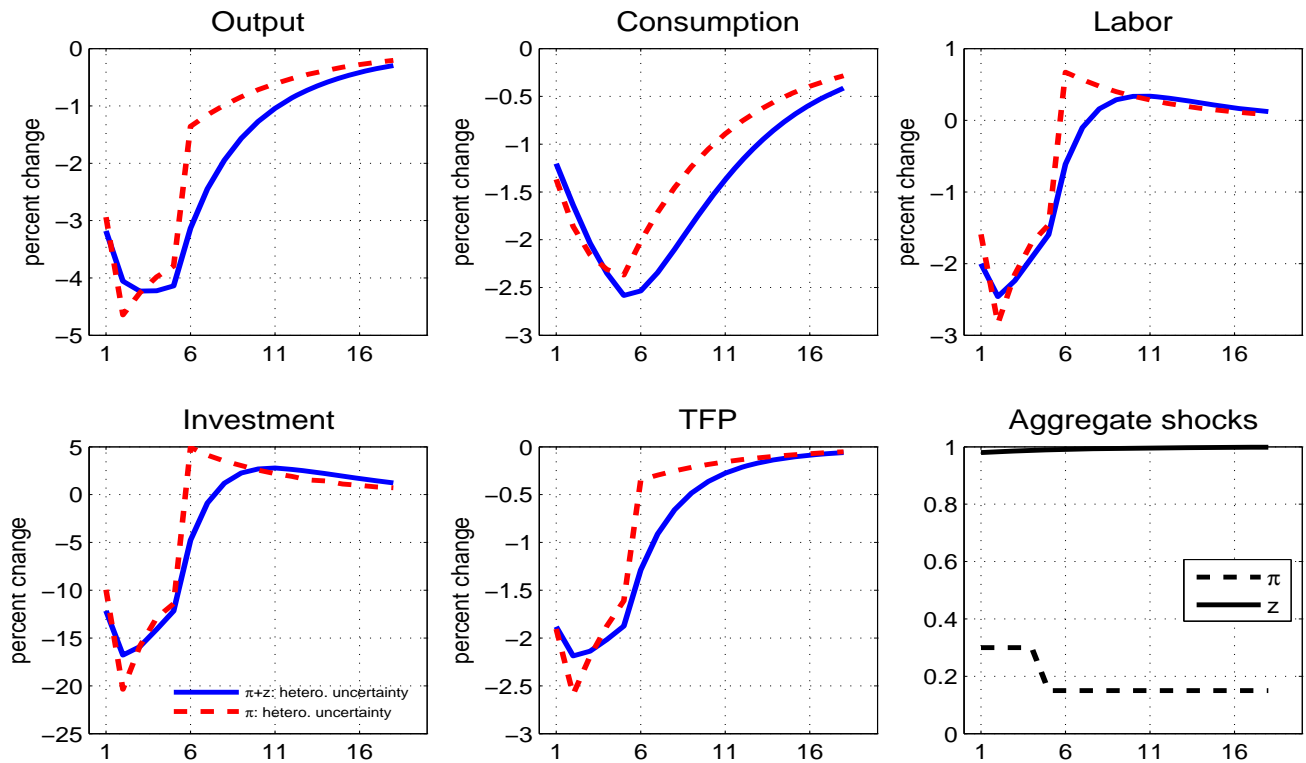 Output
percent change
0
−1
−2
−3
−4
−5
1 6 11 16
Consumption
percent change
0
−0.5
−1
−1.5
−2
−2.5
−3
1 6 11 16
Labor
percent change
1
0
−1
−2
−3
1 6 11 16
Investment
percent cnange
5
0
−5
−10
−15
−20
−25
1 6 11 16
π+z: hetero. uncertainty
π: hetero. uncertainty
TFP
percent change
0
−0.5
−1
−1.5
−2
−2.5
−3
1 6 11 16
Aggregate shocks
1
0.8
0.6
0.4
0.2
0
1 6 11 16
π
z